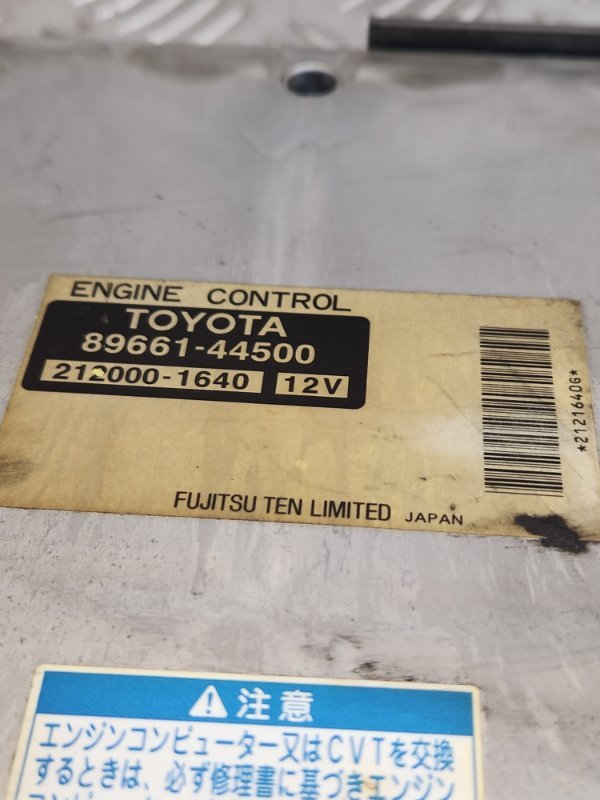 ENGINE CONTROL
TOYOTA
89661-44500
212000-1640 12V
*2121640G*
FUJITSU TEN LIMITED JAPAN
⚠注意
エンジンコンピューター又はCVTを交換
するときは、必ず修理書に基づきエンジン